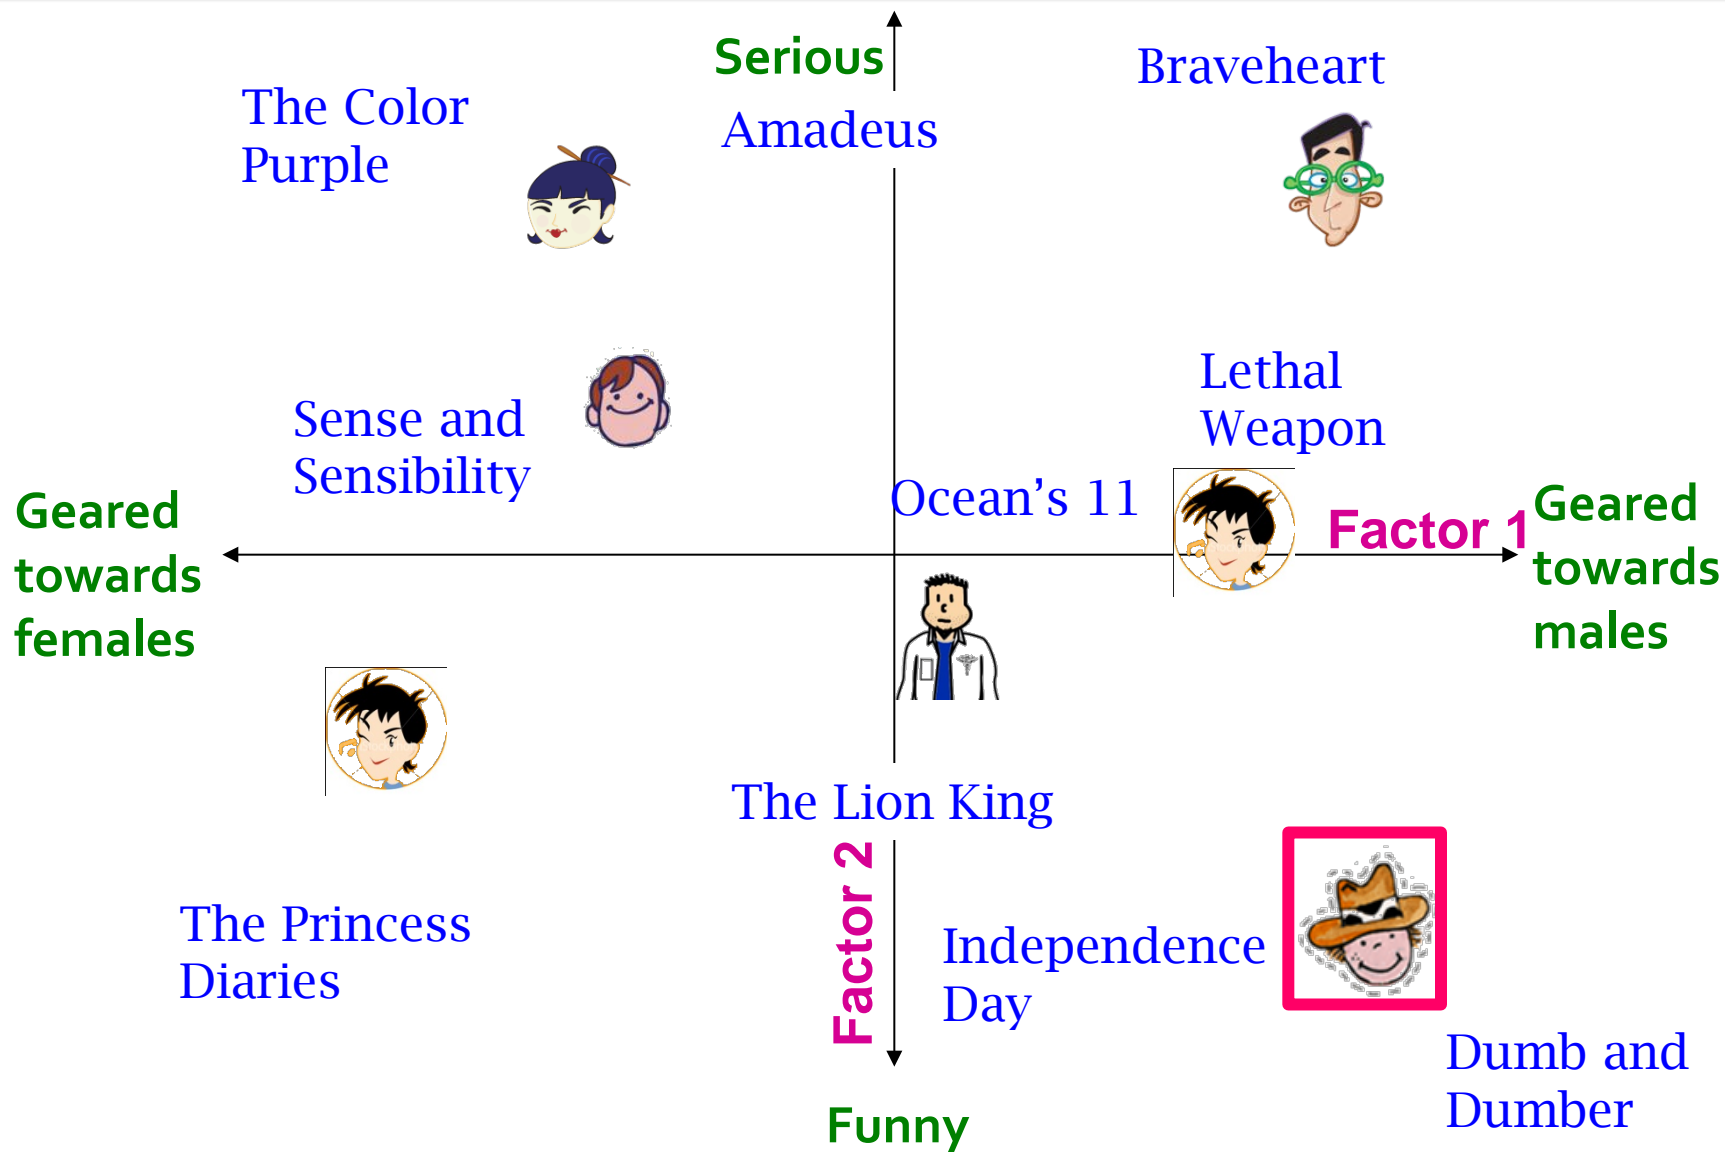 Serious
Braveheart
The Color
Purple
Amadeus
Lethal
Weapon
Sense and
Sensibility
Ocean’s 11
Geared
towards
females
Factor 1
Geared
towards
males
The Lion King
Factor 2
The Princess
Diaries
Independence
Day
Dumb and
Dumber
Funny